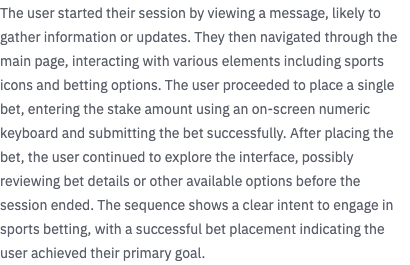 The user started their session by viewing a message, likely to
gather information or updates. They then navigated through the
main page, interacting with various elements including sports
icons and betting options. The user proceeded to place a single
bet, entering the stake amount using an on-screen numeric
keyboard and submitting the bet successfully. After placing the
bet, the user continued to explore the interface, possibly
reviewing bet details or other available options before the
session ended. The sequence shows a clear intent to engage in
sports betting, with a successful bet placement indicating the
user achieved their primary goal.